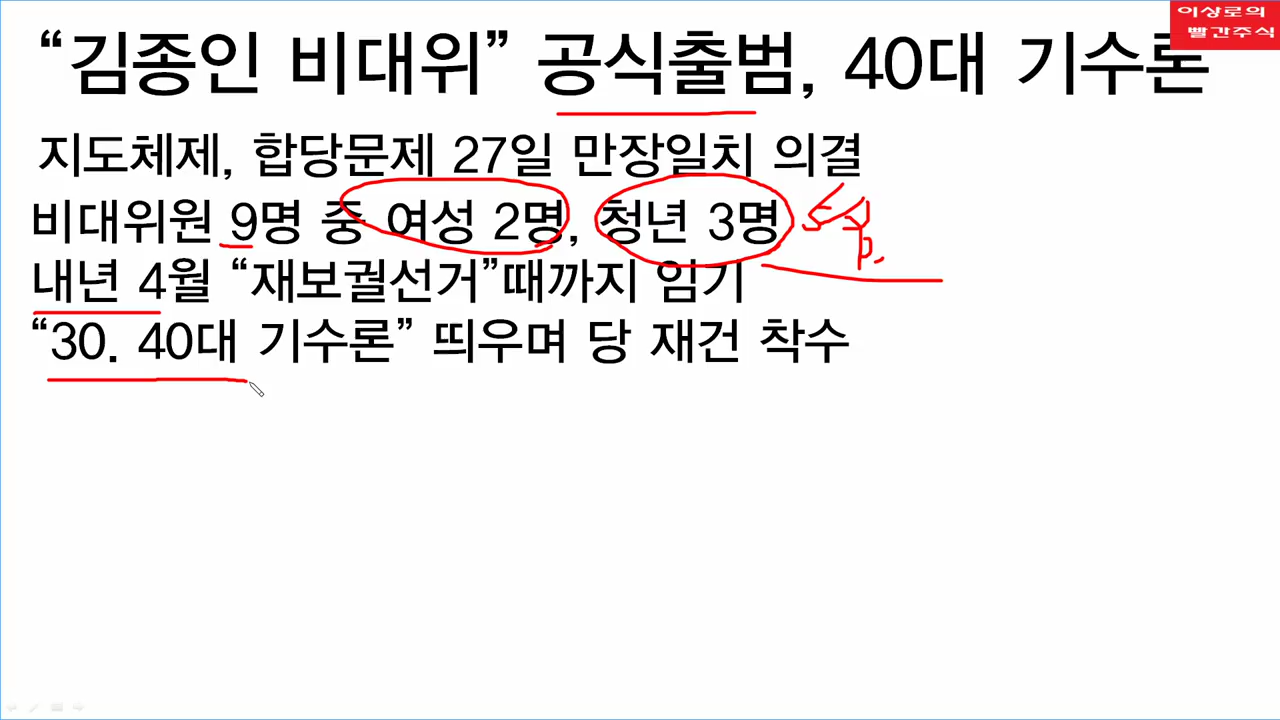 이상로의
빨간주식
“김종인 비대위” 공식출범, 40대 기수론
지도체제, 합당문제 27일 만장일치 의결
비대위원 9명 중 여성 2명, 청년 3명
내년 4월 “재보궐선거”때까지 임기
“30. 40대 기수론” 띄우며 당 재건 착수